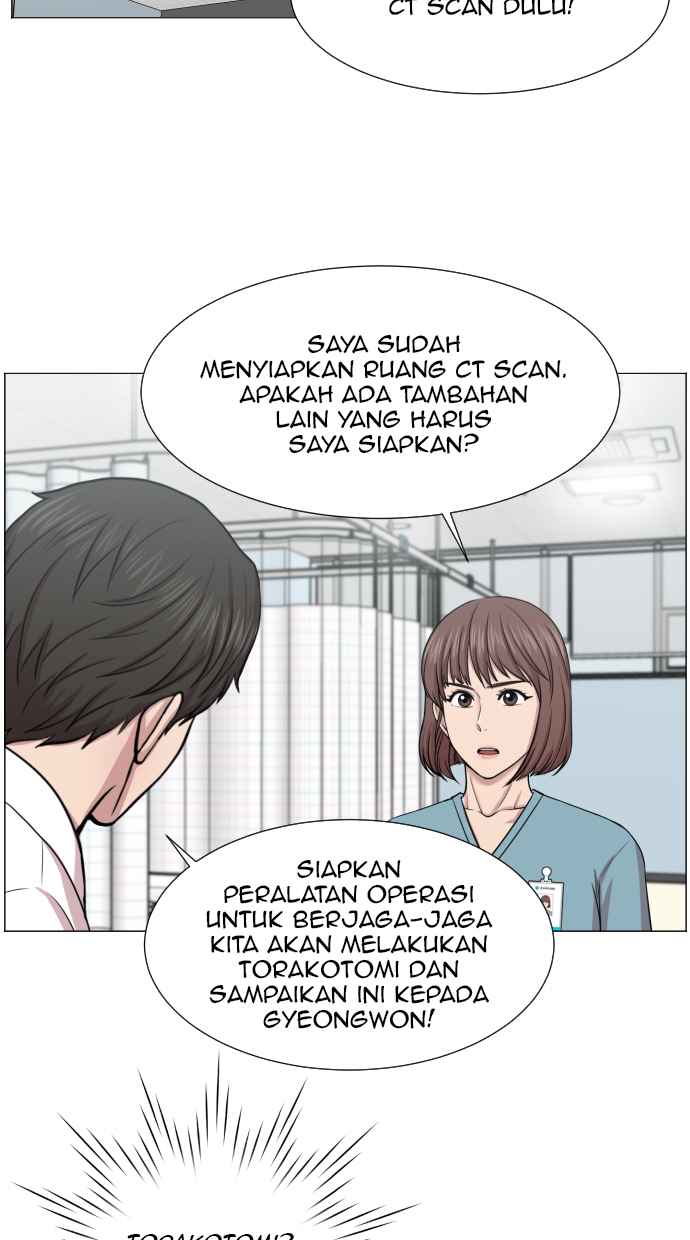 CT SCAN DULU!
SAYA SUDAH
MENYIAPKAN RUANG CT SCAN.
APAKAH ADA TAMBAHAN
LAIN YANG HARUS
SAYA SIAPKAN?
SIAPKAN
PERALATAN OPERASI
UNTUK BERJAGA-JAGA
KITA AKAN MELAKUKAN
TORAKOTOMI DAN
SAMPAIKAN INI KEPADA
GYEONGWON!
TORAKOTOMI?